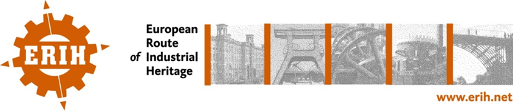 ERIH
European
Route
of Industrial
Heritage
www.erih.net